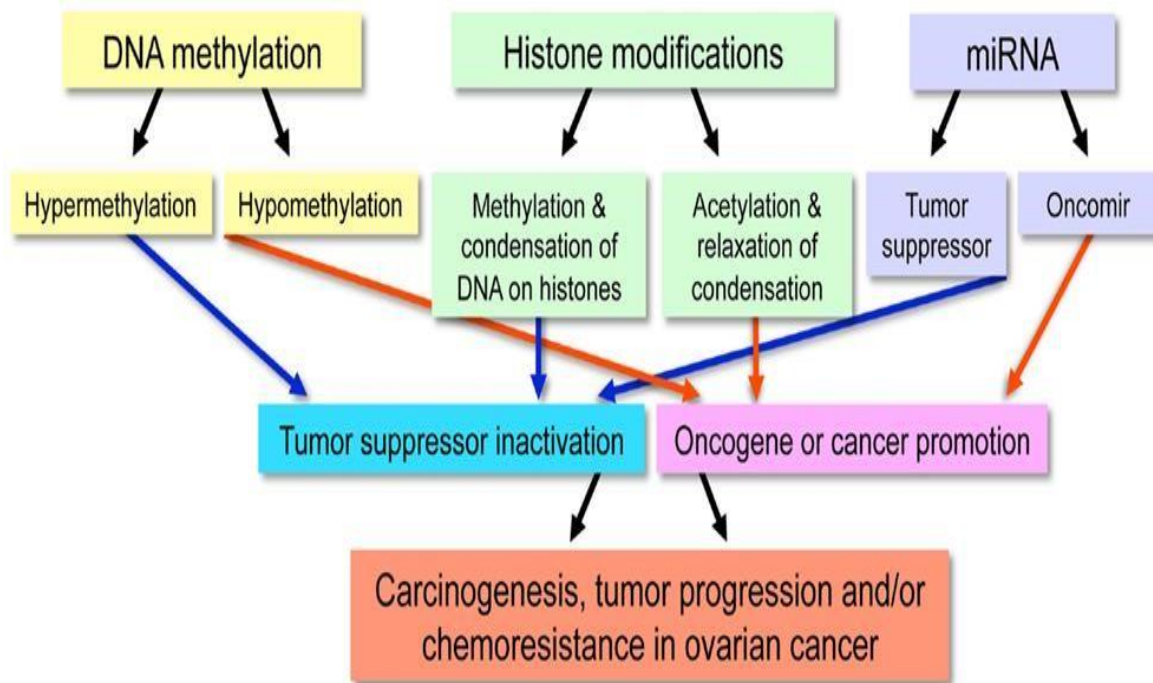 DNA methylation
Histone modifications
miRNA
Hypermethylation
Hypomethylation
Methylation &
condensation of
DNA on histones
Acetylation &
relaxation of
condensation
Tumor
suppressor
Oncomir
Tumor suppressor inactivation
Oncogene or cancer promotion
Carcinogenesis, tumor progression and/or
chemoresistance in ovarian cancer